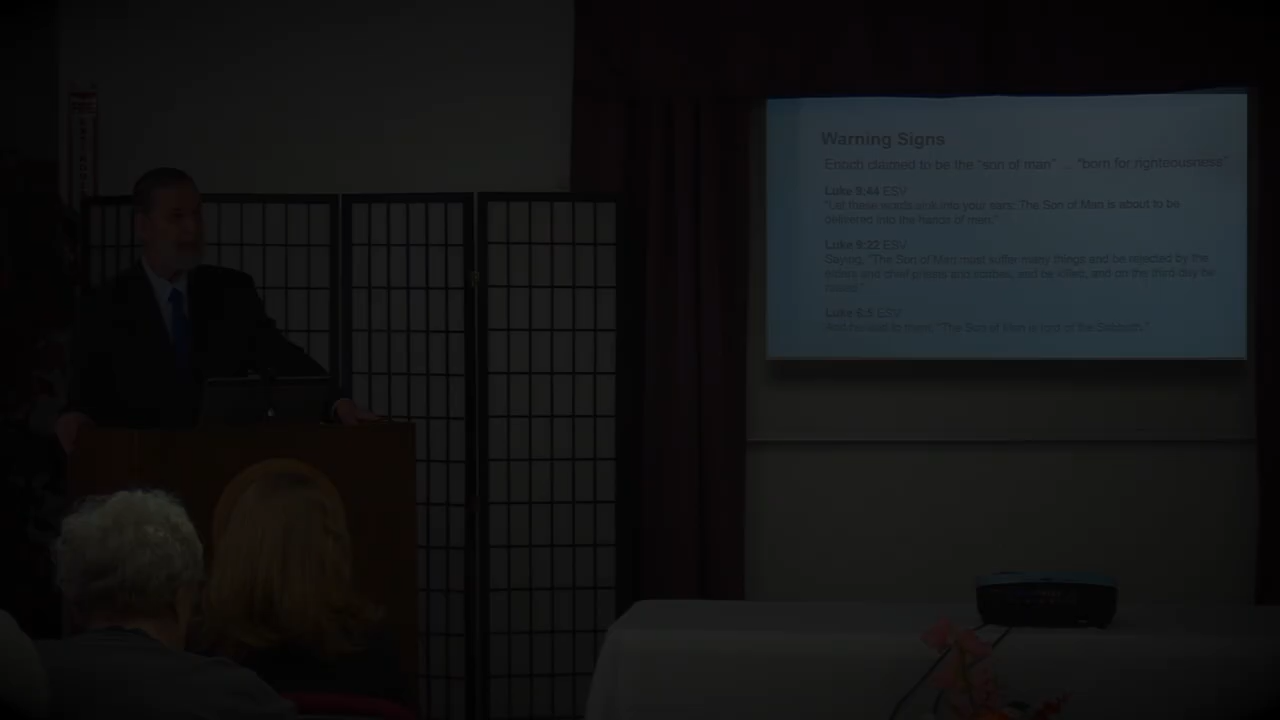 Warning Signs
Enoch claimed to be the "son of man" ... "born for righteousness"
Luke 9:44 ESV
"Let these words sink into your ears: The Son of Man is about to be
delivered into the hands of men."
Luke 9:22 ESV
Saying, "The Son of Man must suffer many things and be rejected by the
elders and chief priests and scribes, and be killed, and on the third day be
raised."
Luke 6:5 ESV
And he said to them, "The Son of Man is lord of the Sabbath."